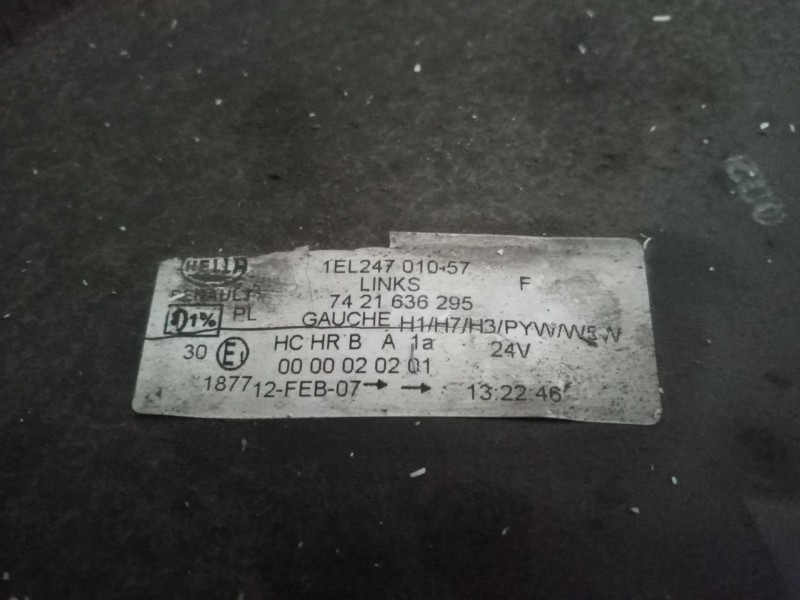 HELLA
1EL247 010-57
LINKS F
RENAULT
74 21 636 295
1% PL
GAUCHE H1/H7/H3/PYW/W5W
30 E1 HC HR B A 1a 24V
00 00 02 02 01
1877 12-FEB-07 → → 13:22:46